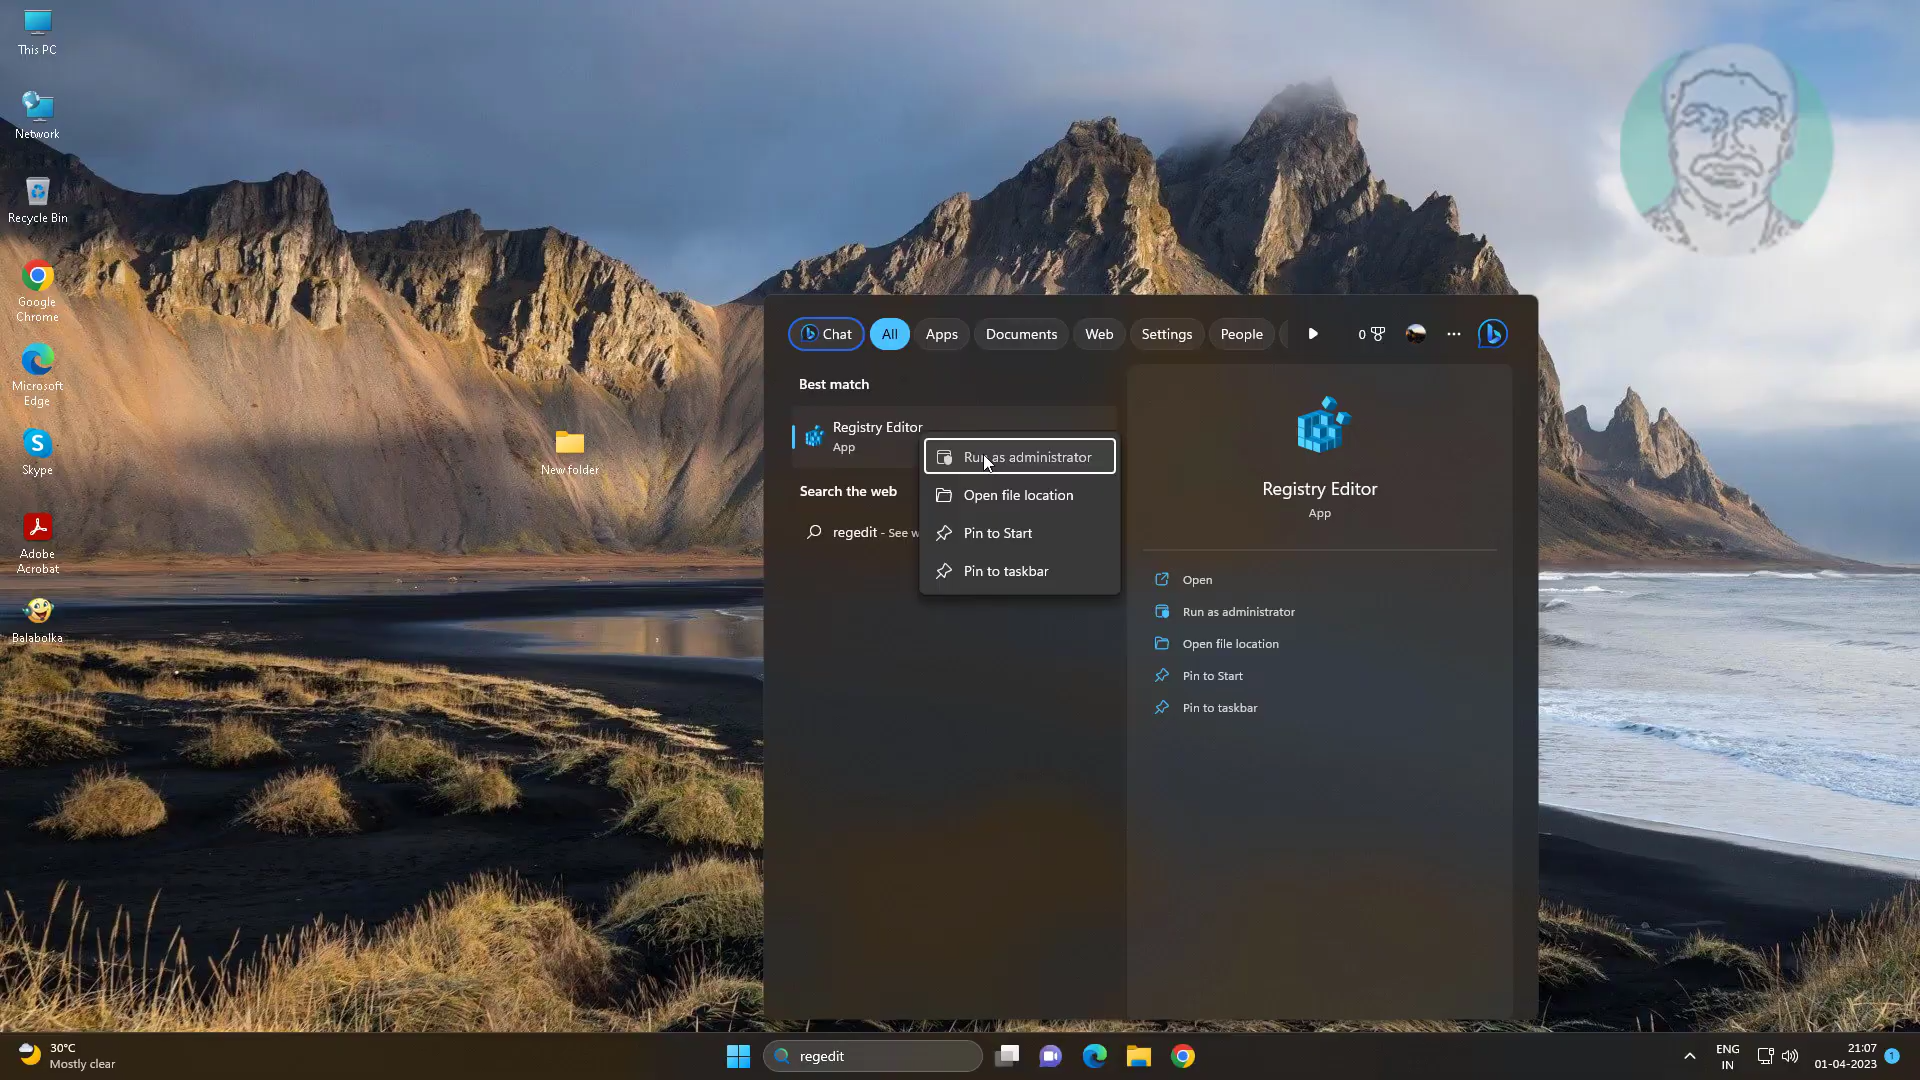 This PC
Network
Recycle Bin
Google
Chrome
Microsoft
Edge
Skype
Adobe
Acrobat
Balabolka
New folder
Chat
All
Apps
Documents
Web
Settings
People
0
Best match
Registry Editor
App
Search the web
regedit - See w
Run as administrator
Open file location
Pin to Start
Pin to taskbar
Registry Editor
App
Open
Run as administrator
Open file location
Pin to Start
Pin to taskbar
30°C
Mostly clear
regedit
ENG
IN
21:07
01-04-2023
1